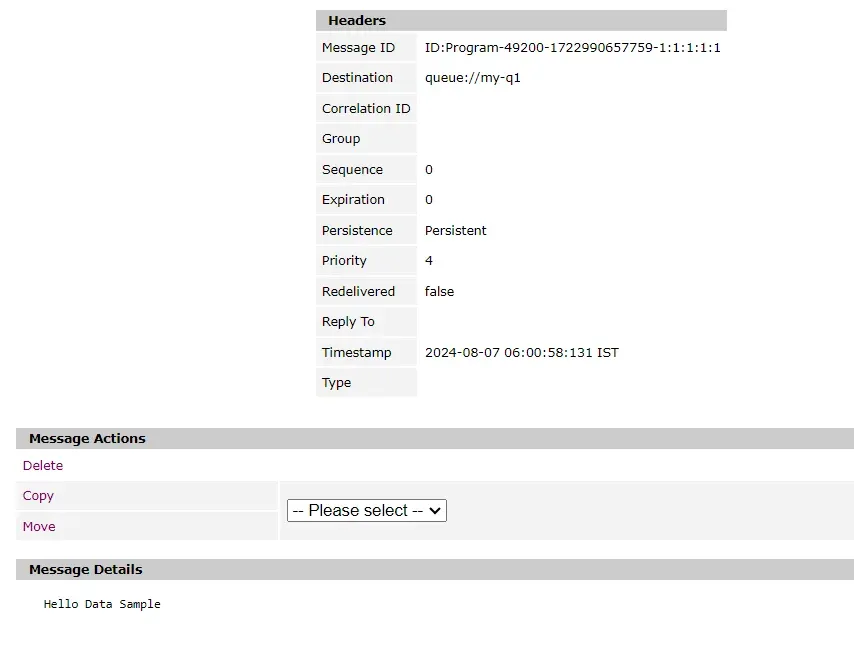 Headers
Message ID ID:Program-49200-1722990657759-1:1:1:1:1
Destination queue://my-q1
Correlation ID
Group
Sequence 0
Expiration 0
Persistence Persistent
Priority 4
Redelivered false
Reply To
Timestamp 2024-08-07 06:00:58:131 IST
Type
Message Actions
Delete
Copy
-- Please select --
Move
Message Details
Hello Data Sample